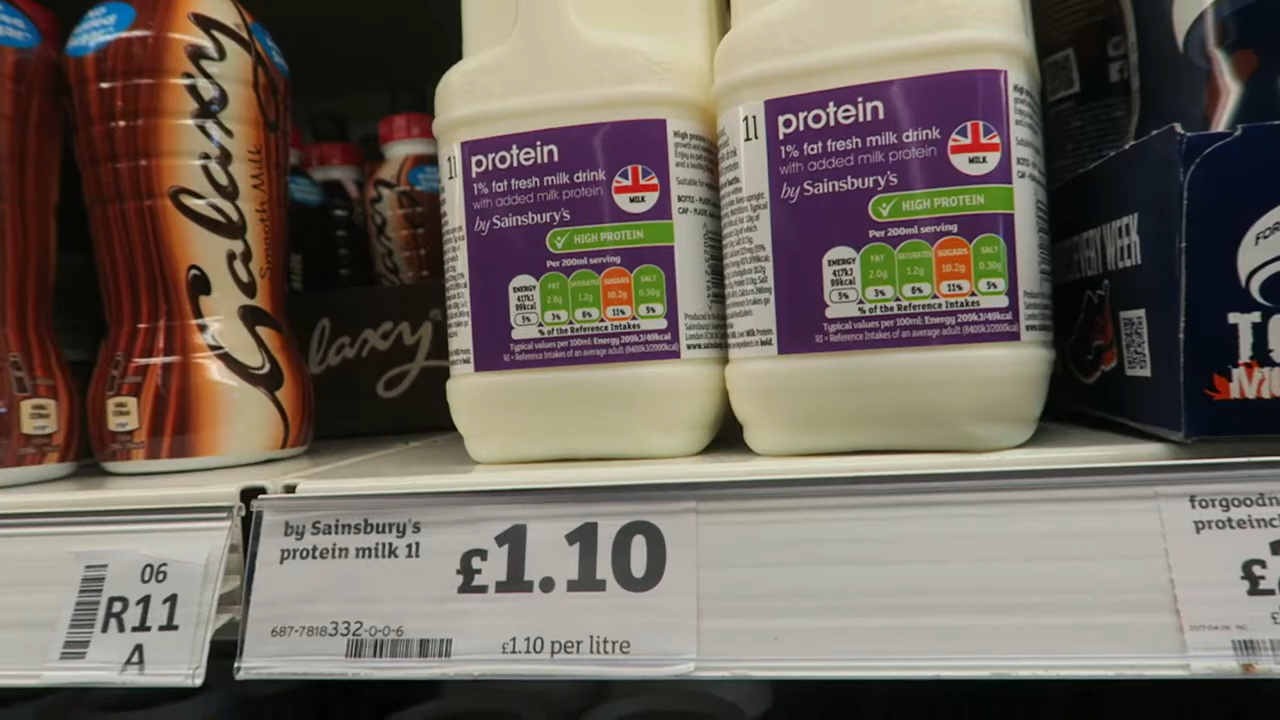 Galaxy
Smooth Milk
laxy
1l
protein
1% fat fresh milk drink
with added milk protein
by Sainsbury's
MILK
HIGH PROTEIN
Per 200ml serving
ENERGY
417kJ
99kcal
5%
FAT
2.0g
3%
SATURATES
1.2g
6%
SUGARS
10.2g
11%
SALT
0.30g
5%
% of the Reference Intakes
Typical values per 100ml: Energy 209kJ/49kcal
RI = Reference Intakes of an average adult (8400kJ/2000kcal)
1l
protein
1% fat fresh milk drink
with added milk protein
by Sainsbury's
MILK
HIGH PROTEIN
Per 200ml serving
ENERGY
417kJ
99kcal
5%
FAT
2.0g
3%
SATURATES
1.2g
6%
SUGARS
10.2g
11%
SALT
0.30g
5%
% of the Reference Intakes
Typical values per 100ml: Energy 209kJ/49kcal
RI = Reference Intakes of an average adult (8400kJ/2000kcal)
VERY WEEK
FOR
06
R11
A
by Sainsbury's
protein milk 1l
£1.10
687-7818332-0-0-6
£1.10 per litre
forgoodn
proteinc
£